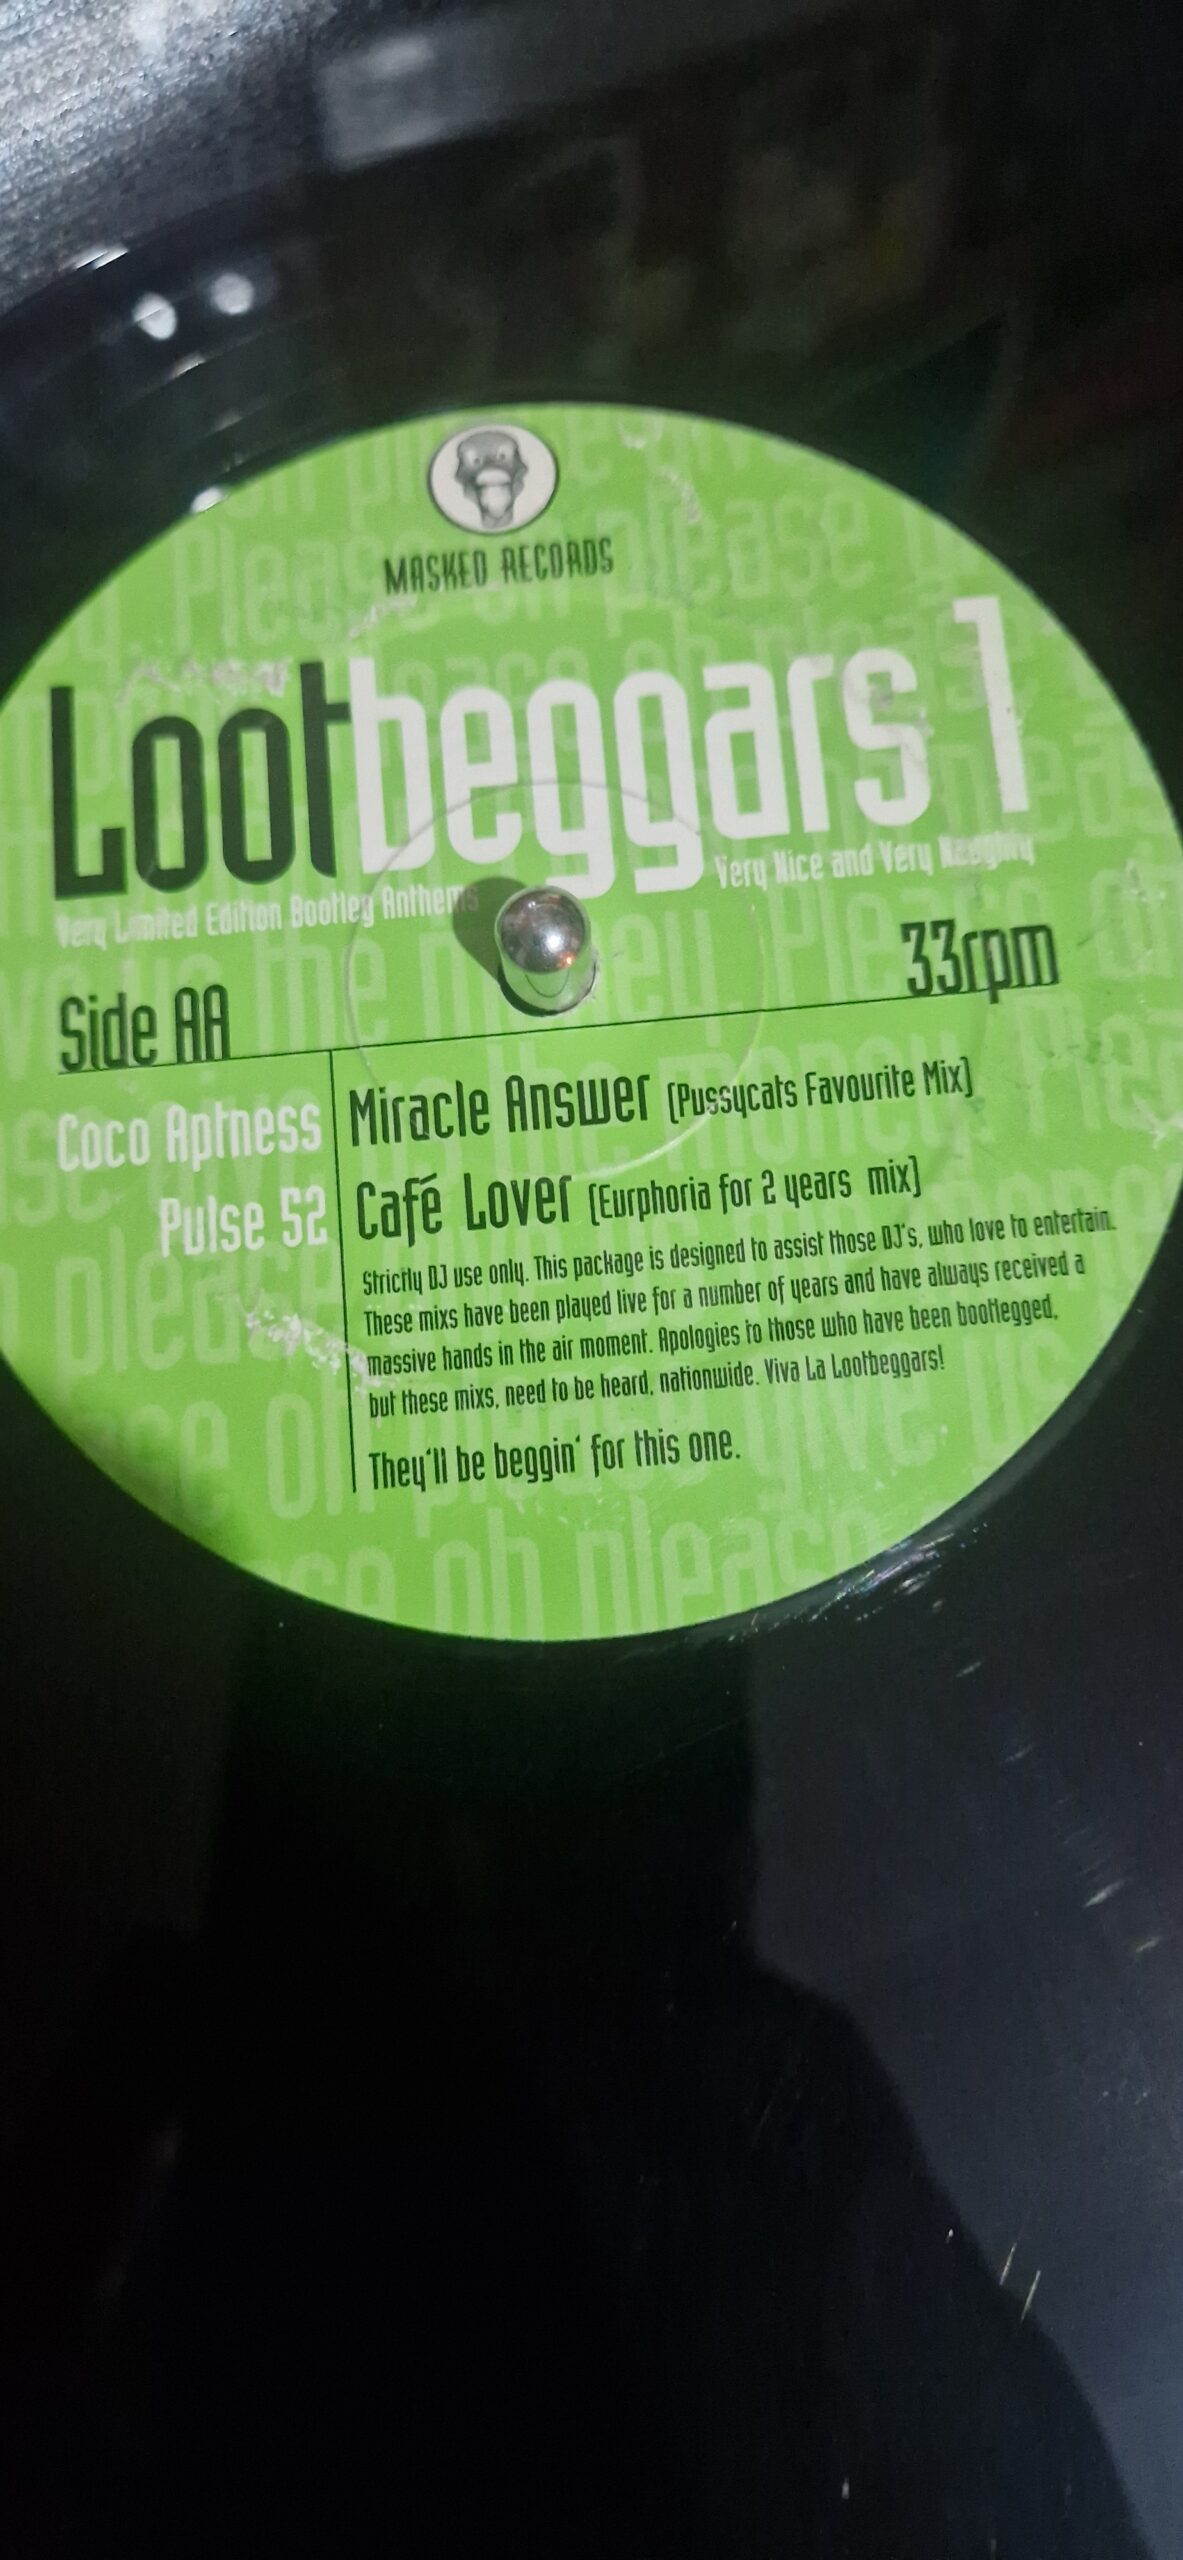 MASKED RECORDS
Lootbeggars 1
Very Limited Edition Bootleg Anthems
Very Nice and Very Naughty
Side AA
33rpm
Coco Aptness
Miracle Answer (Pussycats Favourite Mix)
Pulse 52
Café Lover (Eurphoria for 2 years mix)
Strictly DJ use only. This package is designed to assist those DJ's, who love to entertain.
These mixs have been played live for a number of years and have always received a
massive hands in the air moment. Apologies to those who have been bootlegged,
but these mixs, need to be heard, nationwide. Viva La Lootbeggars!
They'll be beggin' for this one.